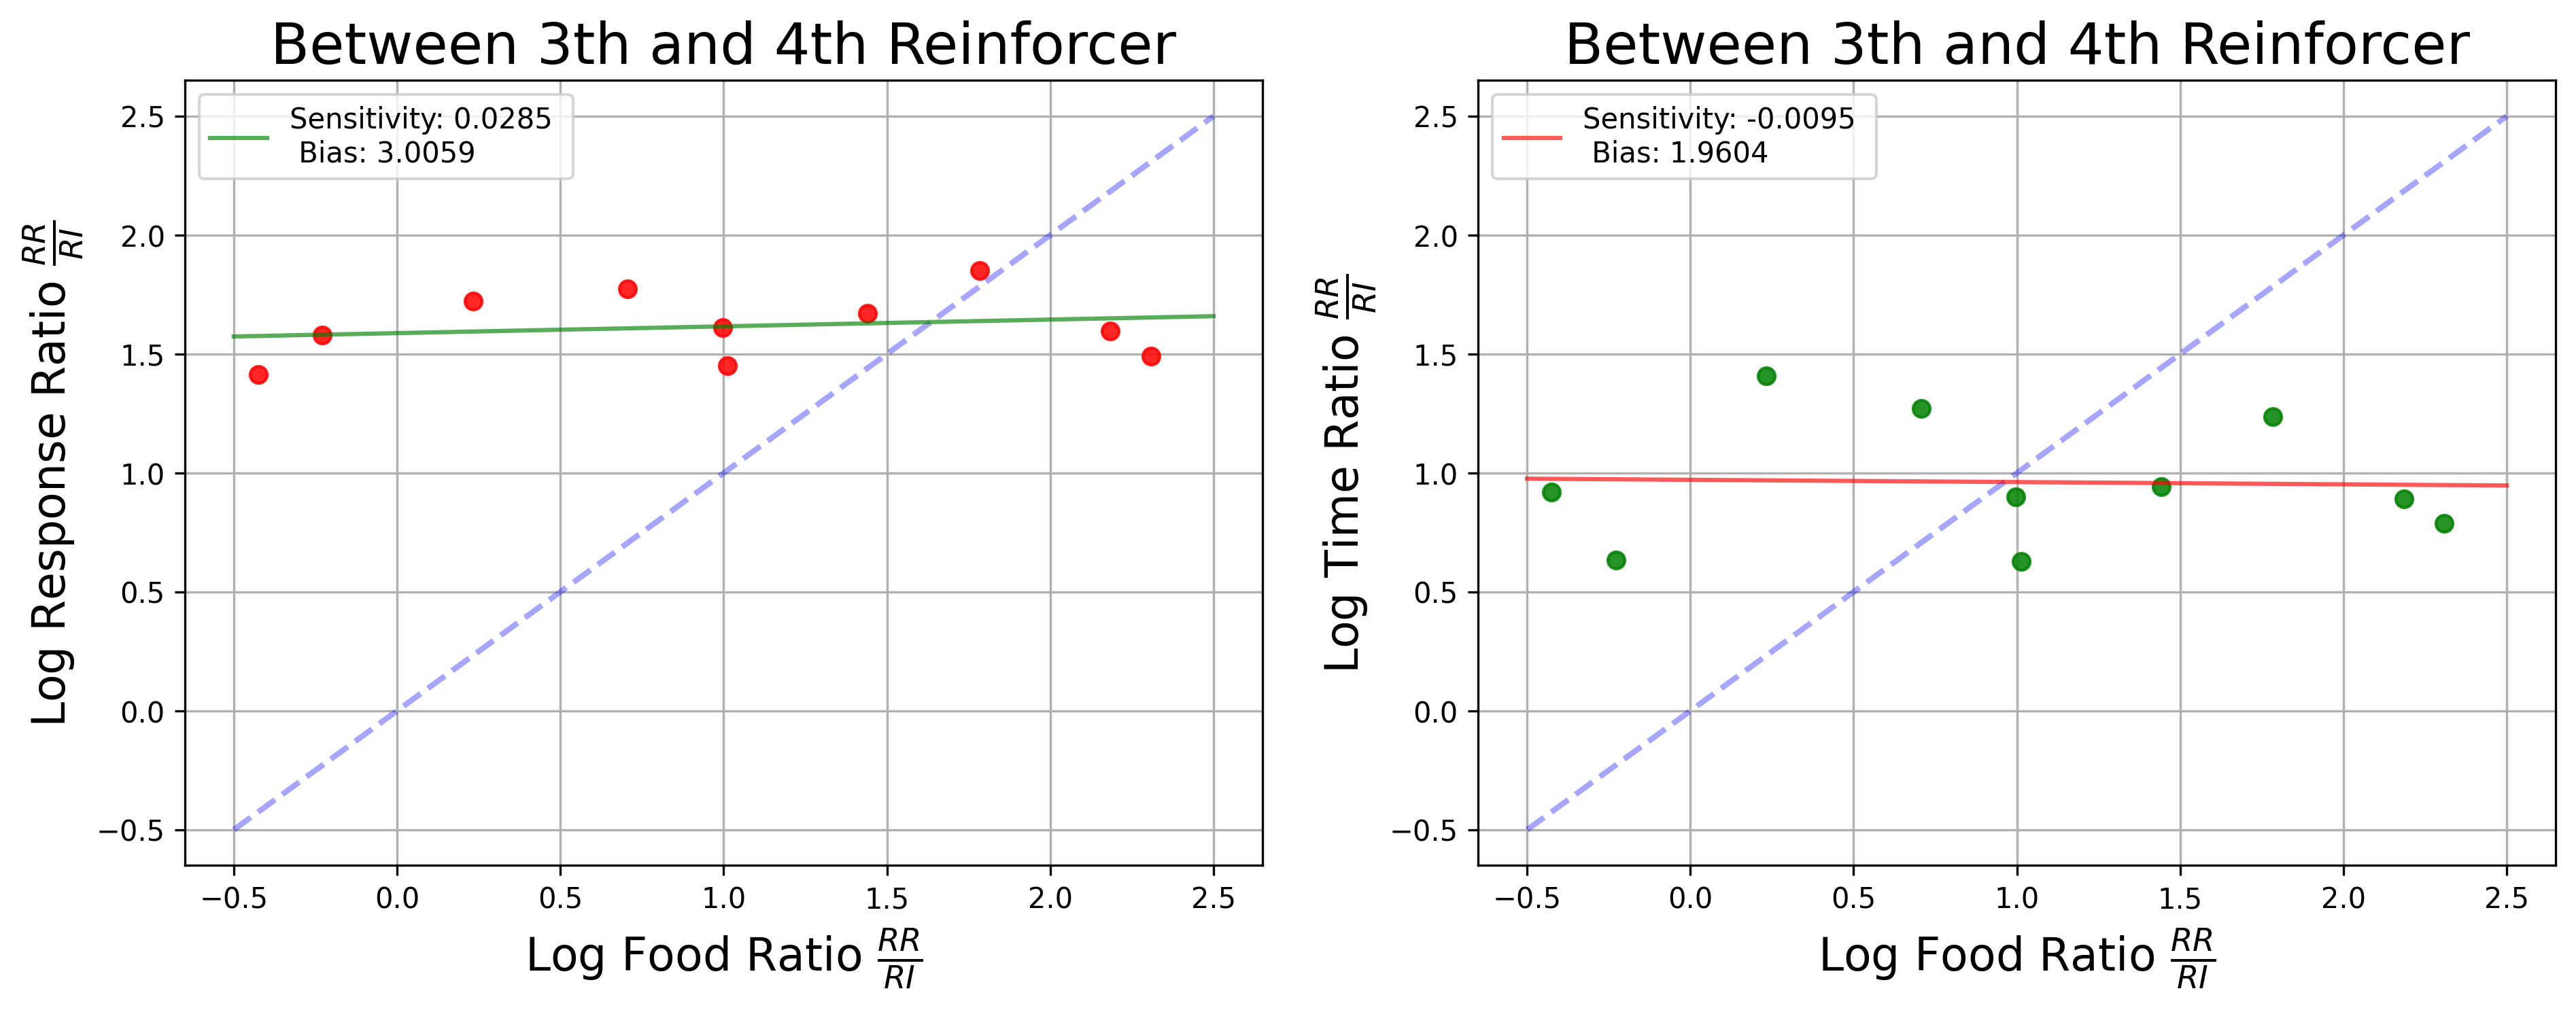 Between 3th and 4th Reinforcer
Sensitivity: 0.0285
Bias: 3.0059
2.5
2.0
1.5
1.0
0.5
0.0
−0.5
Log Response Ratio RR/RI
−0.5 0.0 0.5 1.0 1.5 2.0 2.5
Log Food Ratio RR/RI
Between 3th and 4th Reinforcer
Sensitivity: -0.0095
Bias: 1.9604
2.5
2.0
1.5
1.0
0.5
0.0
−0.5
Log Time Ratio RR/RI
−0.5 0.0 0.5 1.0 1.5 2.0 2.5
Log Food Ratio RR/RI